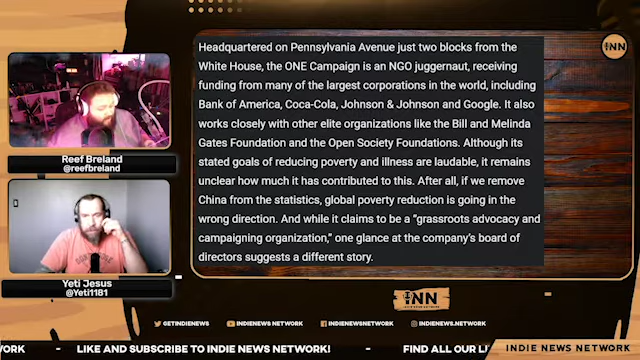 Headquartered on Pennsylvania Avenue just two blocks from the
White House, the ONE Campaign is an NGO juggernaut, receiving
funding from many of the largest corporations in the world, including
Bank of America, Coca-Cola, Johnson & Johnson and Google. It also
works closely with other elite organizations like the Bill and Melinda
Gates Foundation and the Open Society Foundations. Although its
stated goals of reducing poverty and illness are laudable, it remains
unclear how much it has contributed to this. After all, if we remove
China from the statistics, global poverty reduction is going in the
wrong direction. And while it claims to be a “grassroots advocacy and
campaigning organization,” one glance at the company’s board of
directors suggests a different story.
INN
Reef Breland
@reefbreland
Yeti Jesus
@Yeti1181
INN
GETINDIENEWS
INDIENEWS NETWORK
INDIENEWSNETWORK
INDIENEWS.NETWORK
ORK - LIKE AND SUBSCRIBE TO INDIE NEWS NETWORK! - FIND ALL OUR LI
INDIE NEWS NETWORK